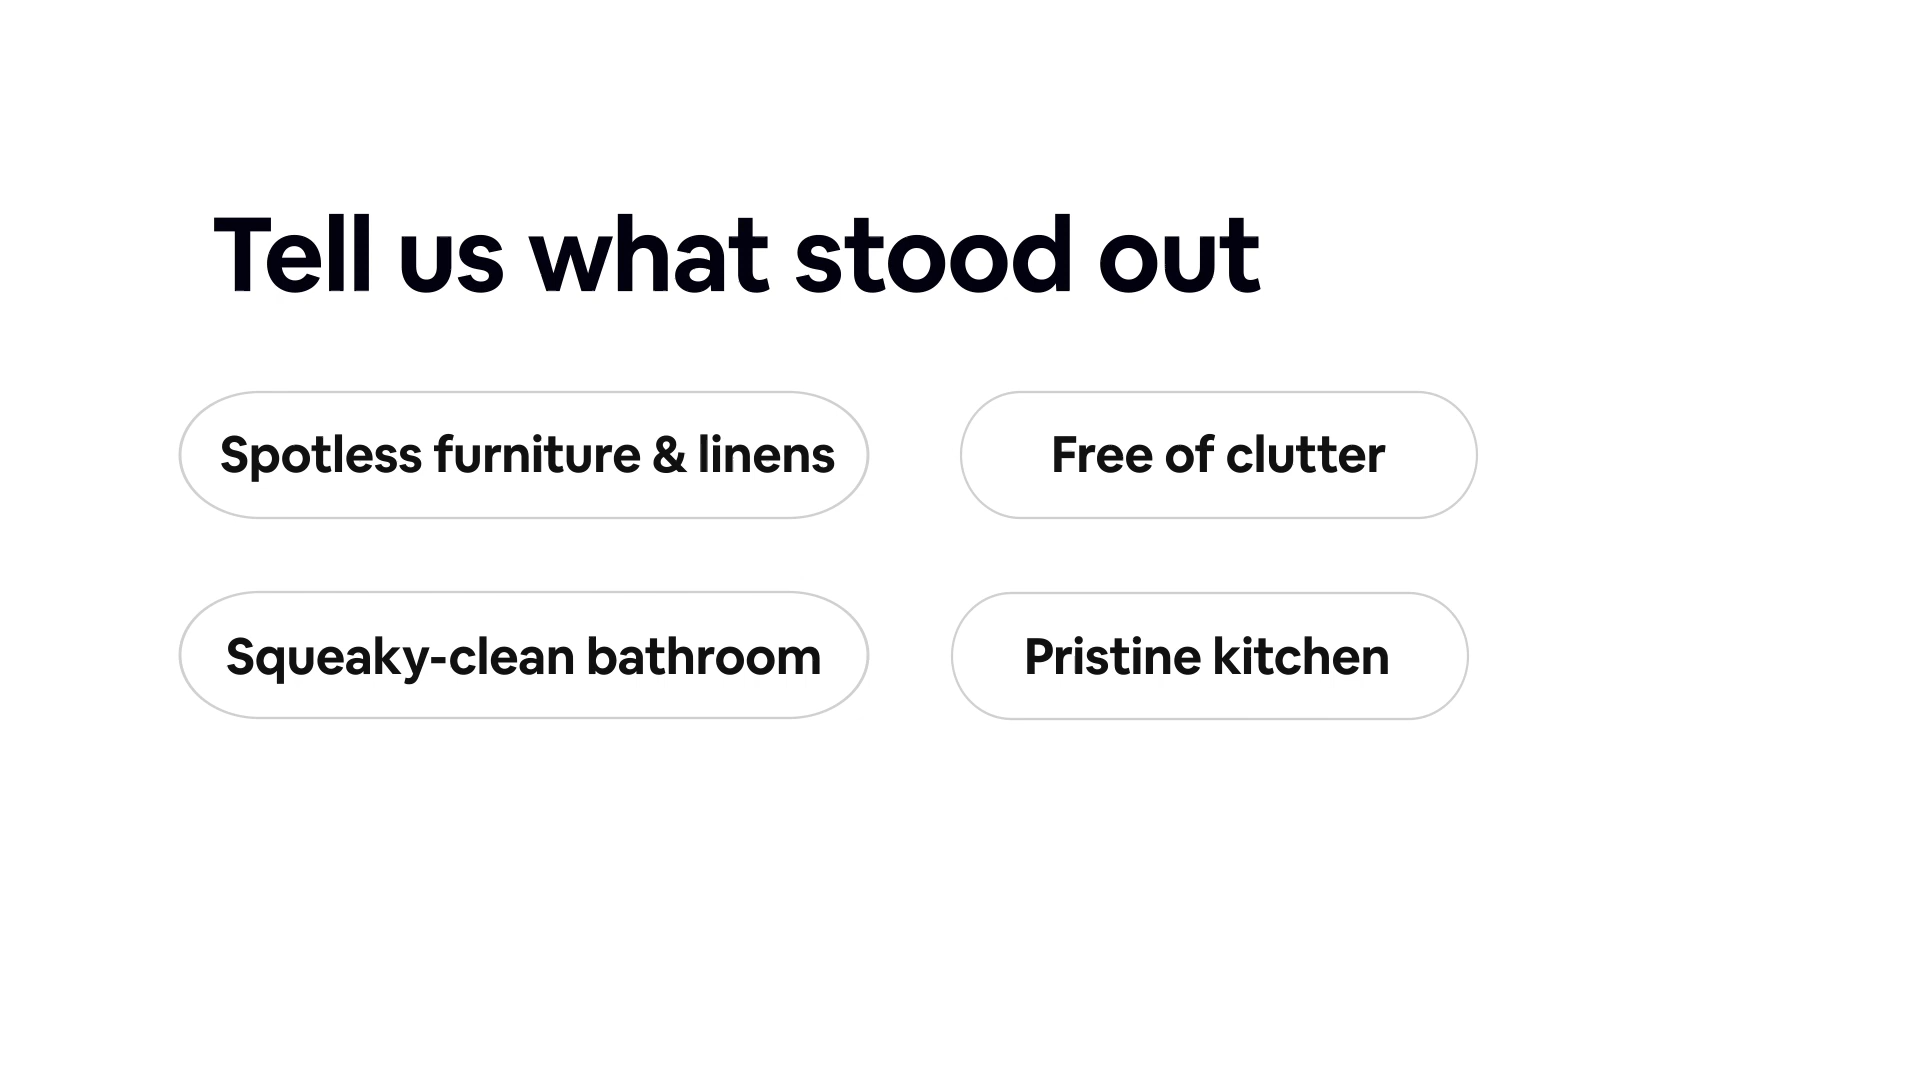 Tell us what stood out
Spotless furniture & linens
Free of clutter
Squeaky-clean bathroom
Pristine kitchen